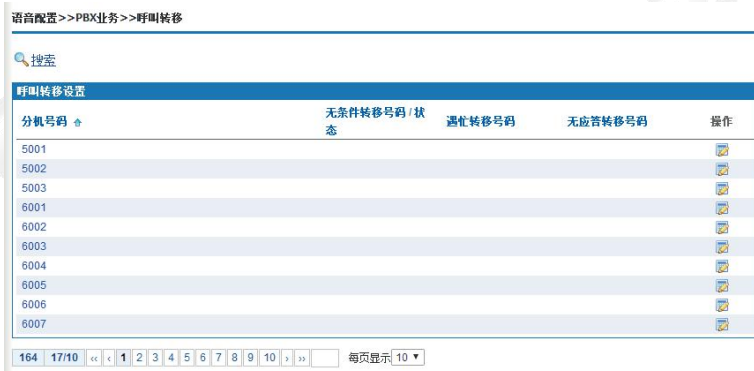 语音配置>>PBX业务>>呼叫转移
搜索
呼叫转移设置
分机号码 无条件转移号码/状态 遇忙转移号码 无应答转移号码 操作
5001
5002
5003
6001
6002
6003
6004
6005
6006
6007
164 17/10 ‹‹ ‹ 1 2 3 4 5 6 7 8 9 10 › ›› 每页显示 10